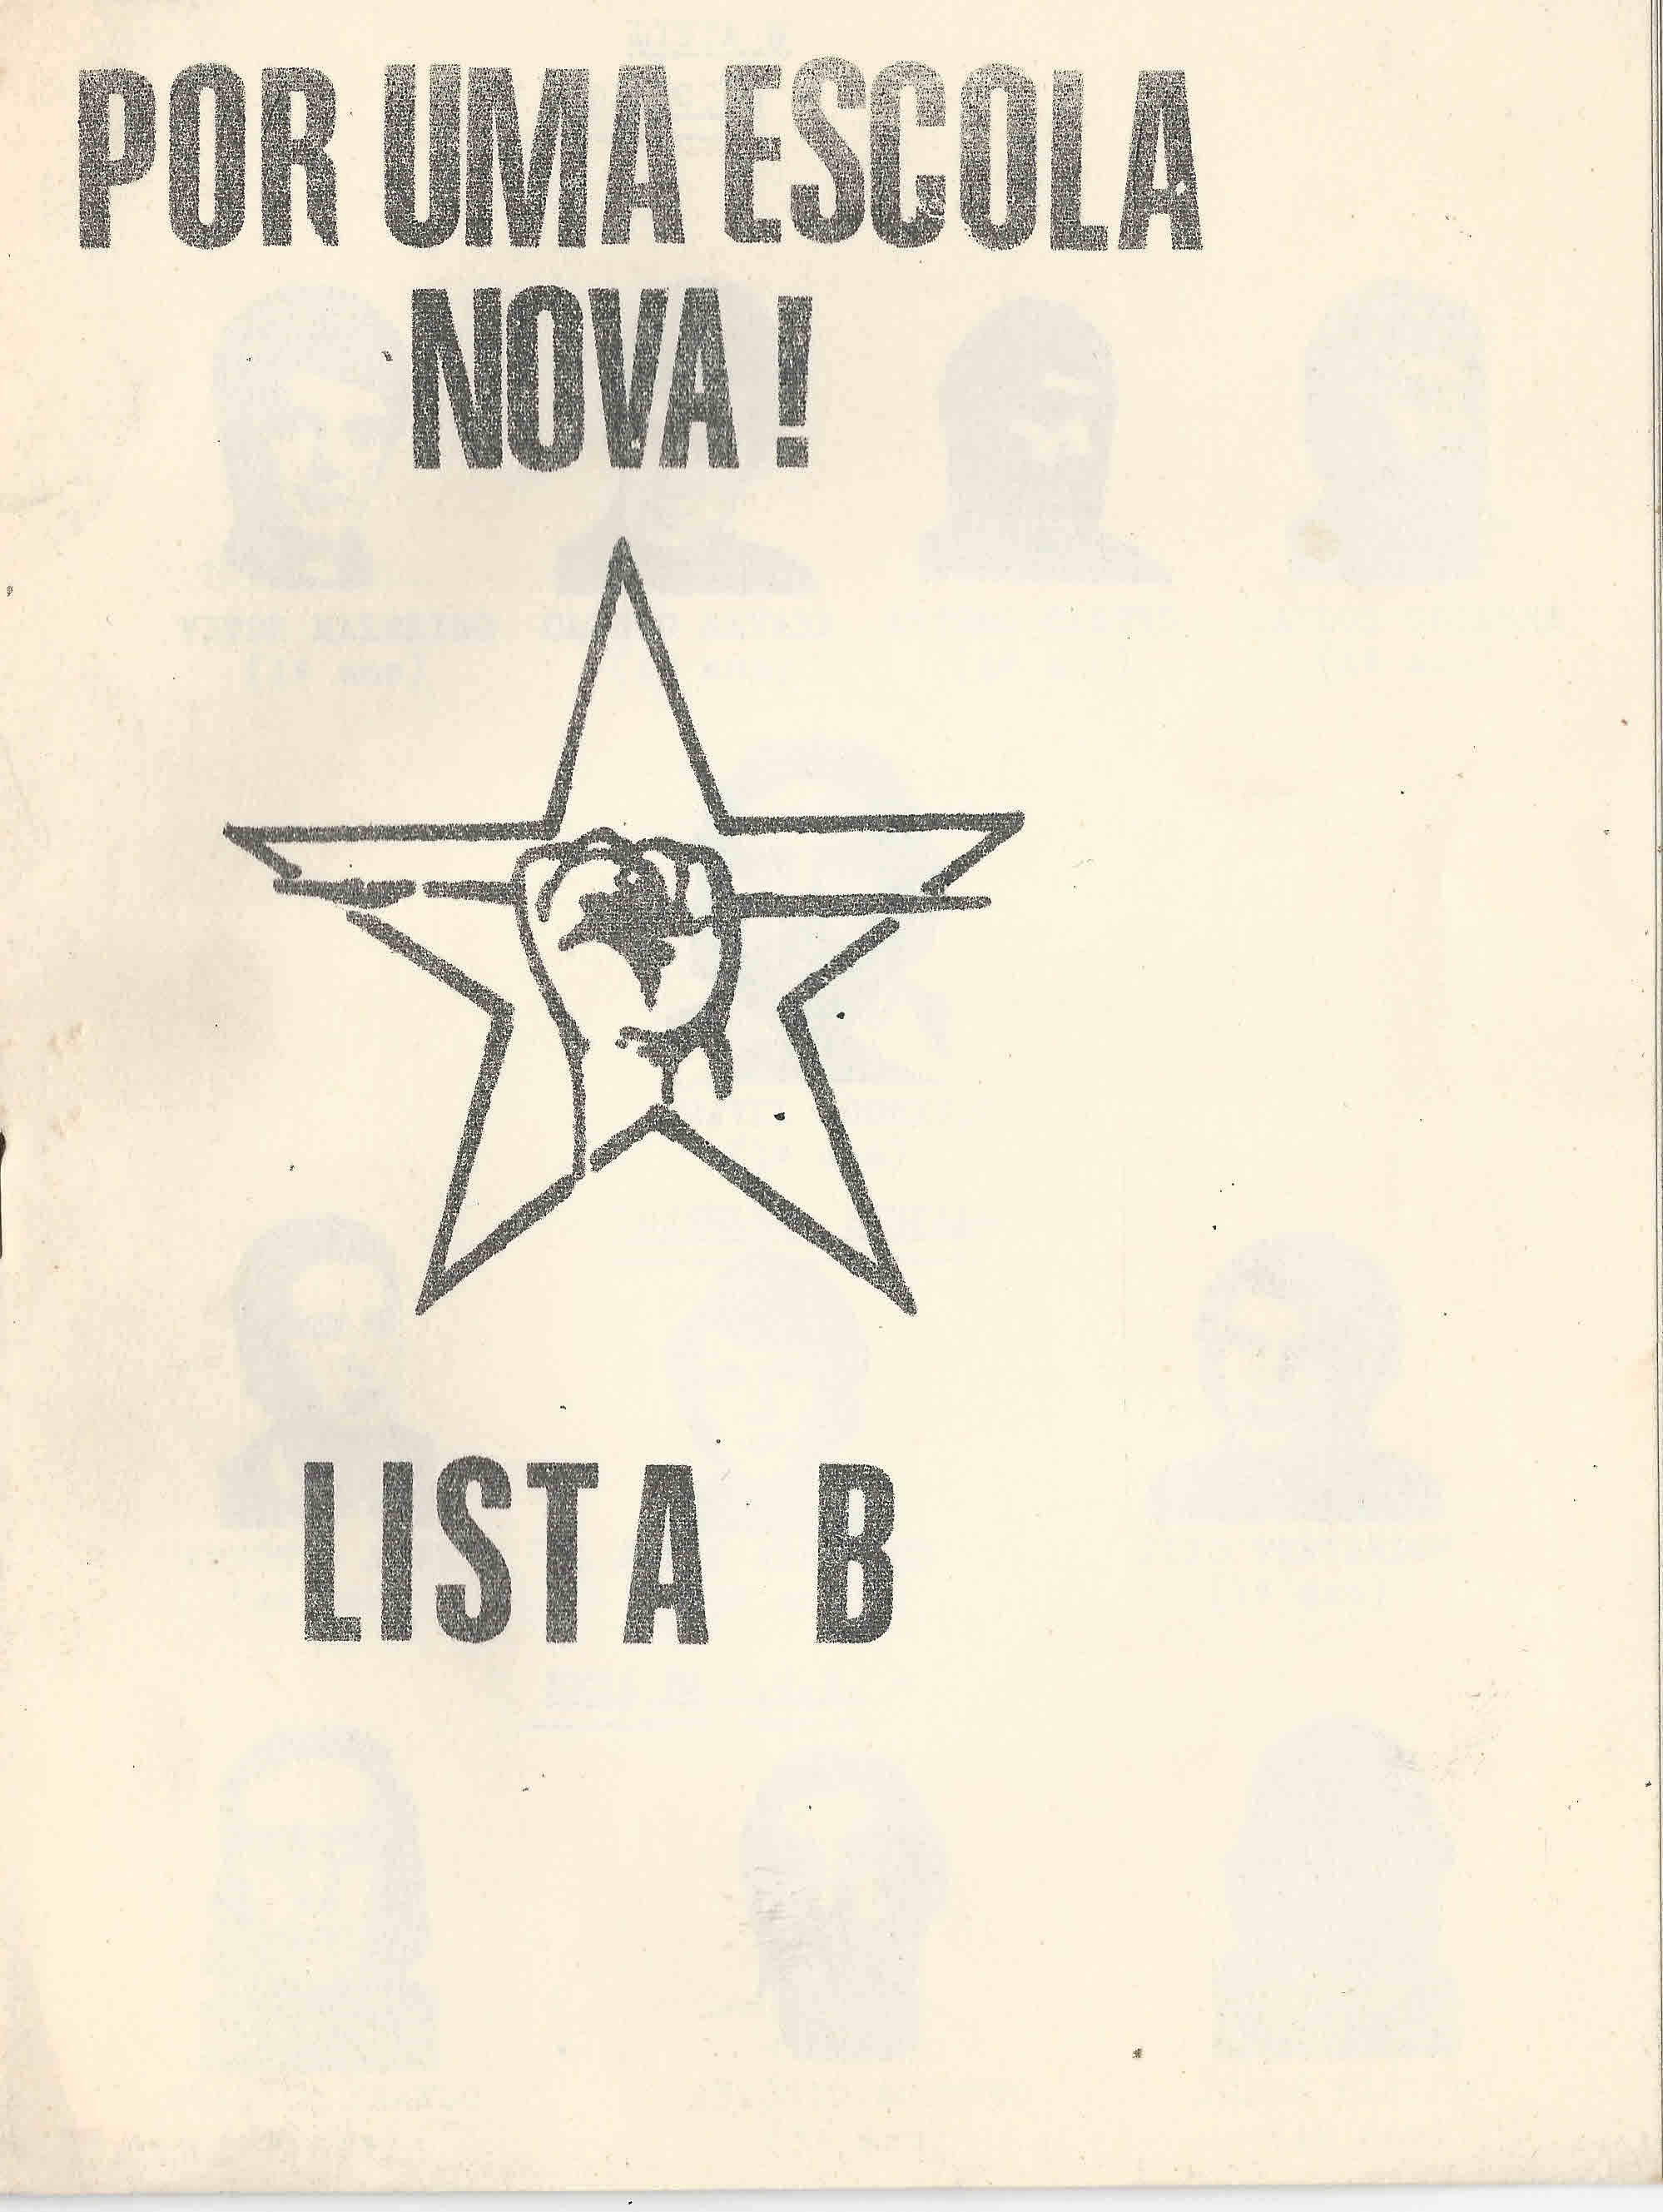 POR UMA ESCOLA
NOVA!
LISTA B